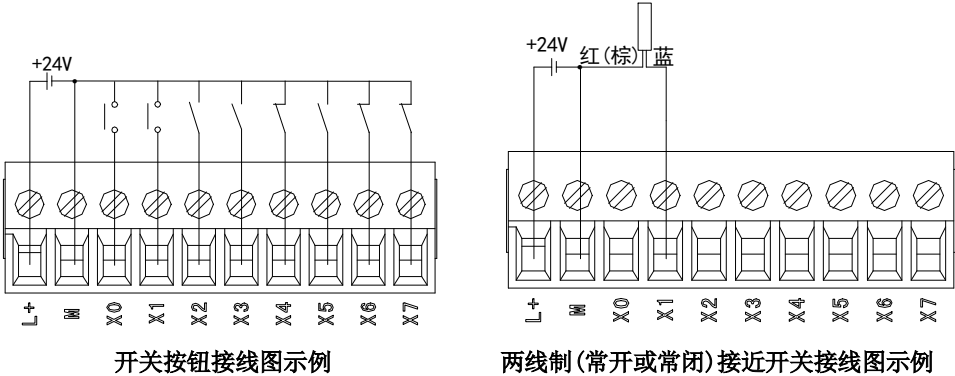 +24V
L+ M X0 X1 X2 X3 X4 X5 X6 X7
开关按钮接线图示例
+24V
红(棕) 蓝
L+ M X0 X1 X2 X3 X4 X5 X6 X7
两线制(常开或常闭)接近开关接线图示例